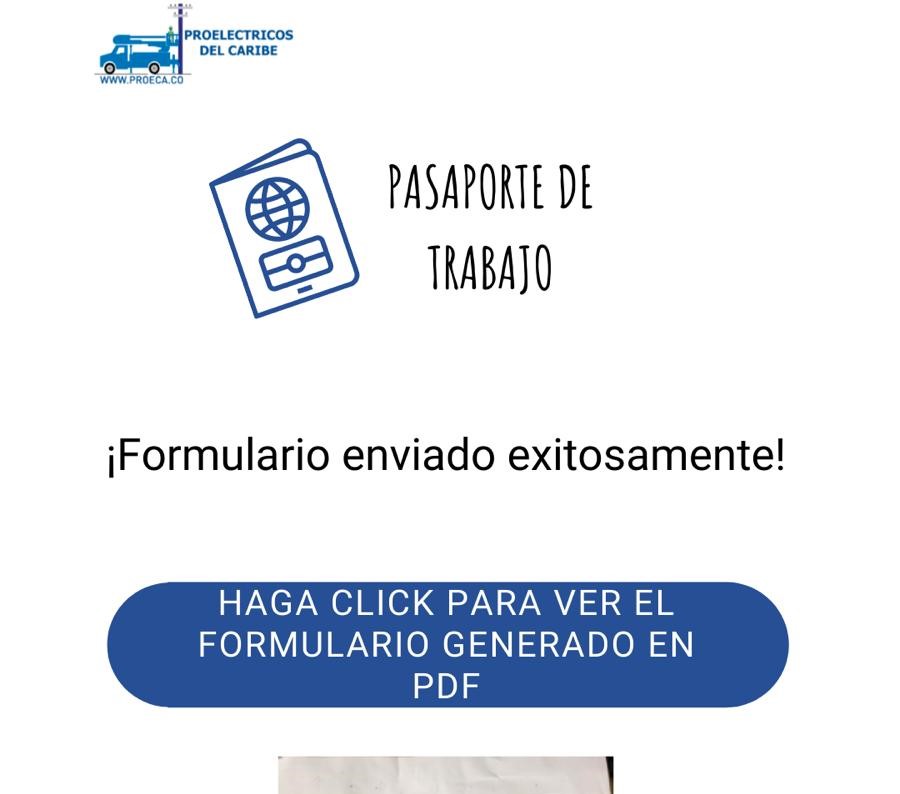 PROELECTRICOS
DEL CARIBE
WWW.PROECA.CO
PASAPORTE DE
TRABAJO
¡Formulario enviado exitosamente!
HAGA CLICK PARA VER EL
FORMULARIO GENERADO EN
PDF